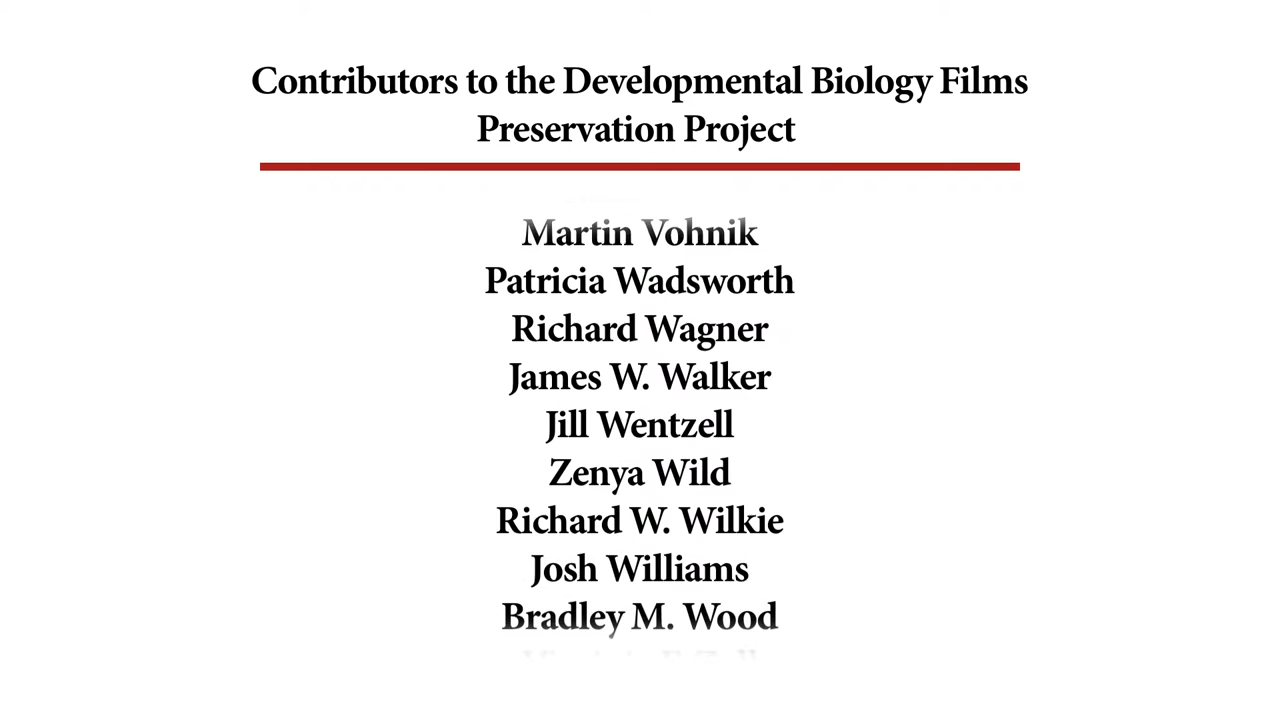 Contributors to the Developmental Biology Films
Preservation Project
Martin Vohnik
Patricia Wadsworth
Richard Wagner
James W. Walker
Jill Wentzell
Zenya Wild
Richard W. Wilkie
Josh Williams
Bradley M. Wood